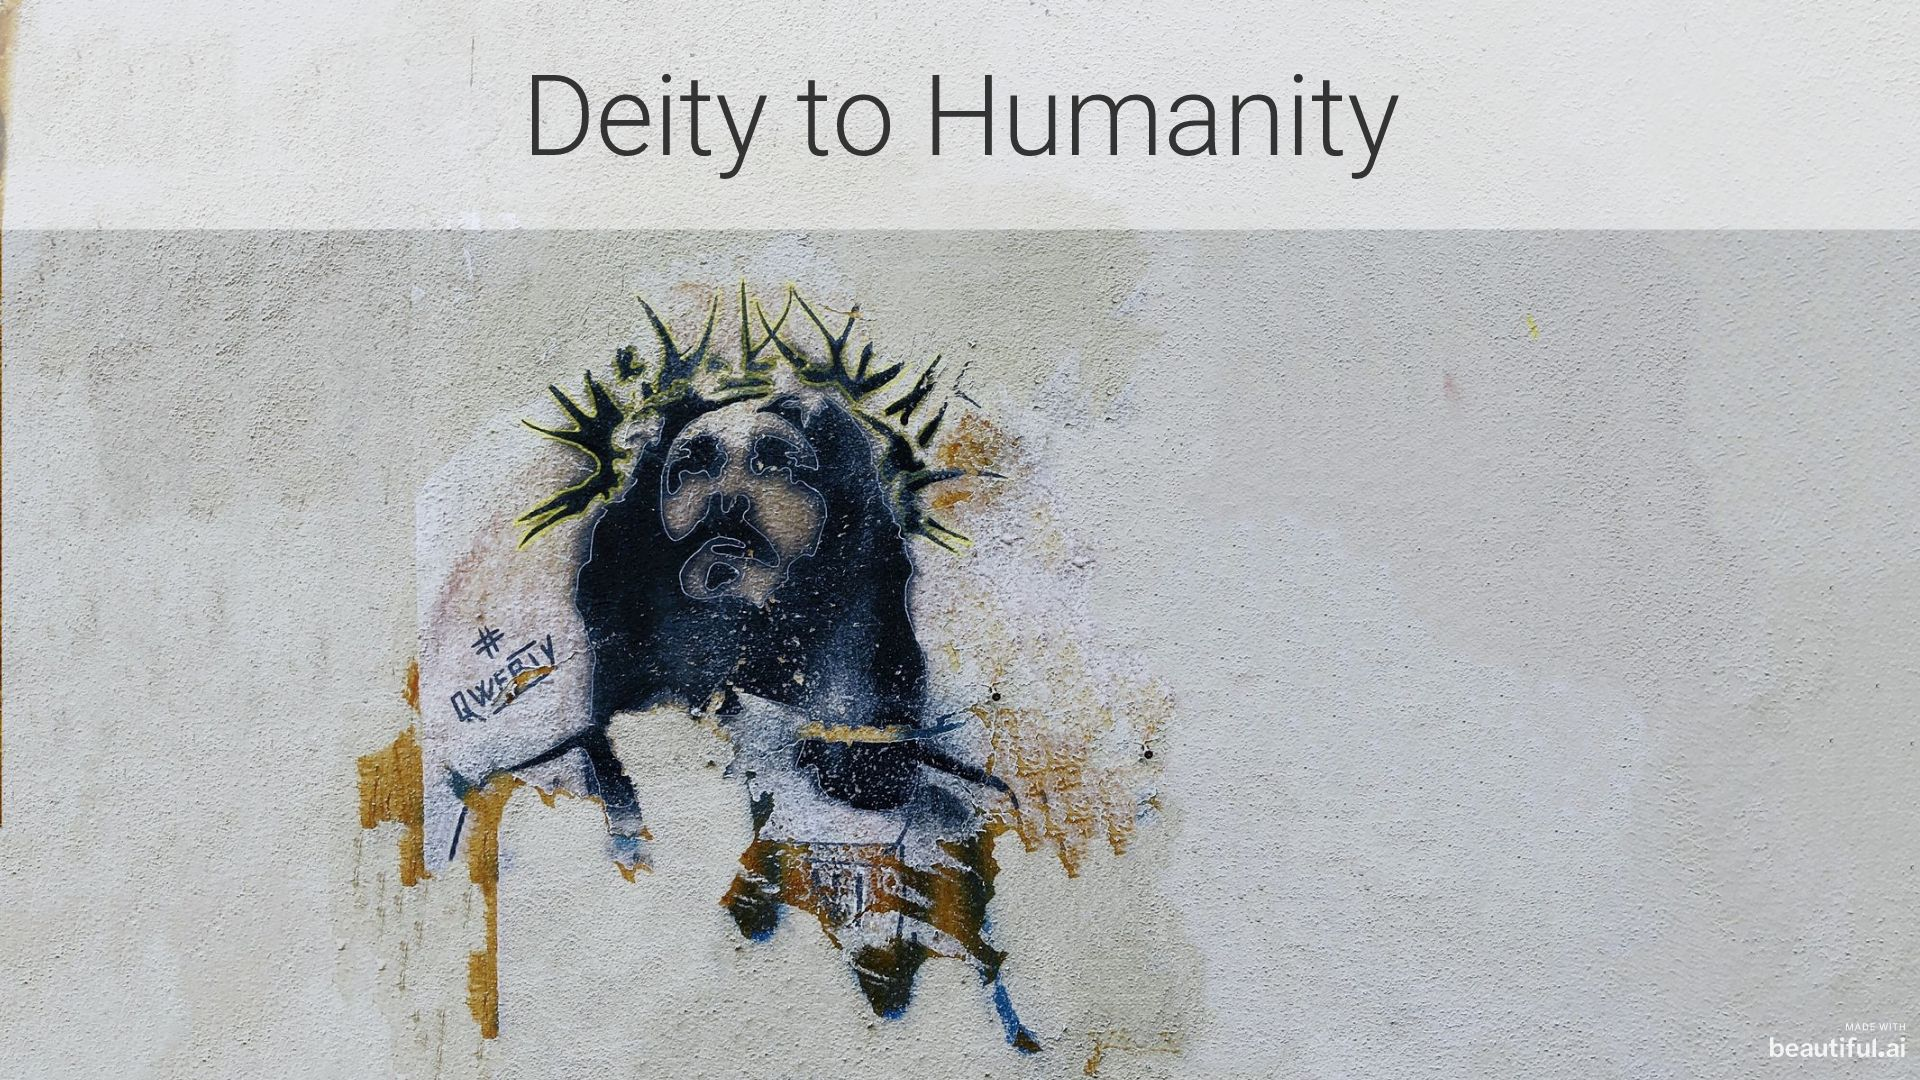 Deity to Humanity
#
QWERTY
MADE WITH
beautiful.ai